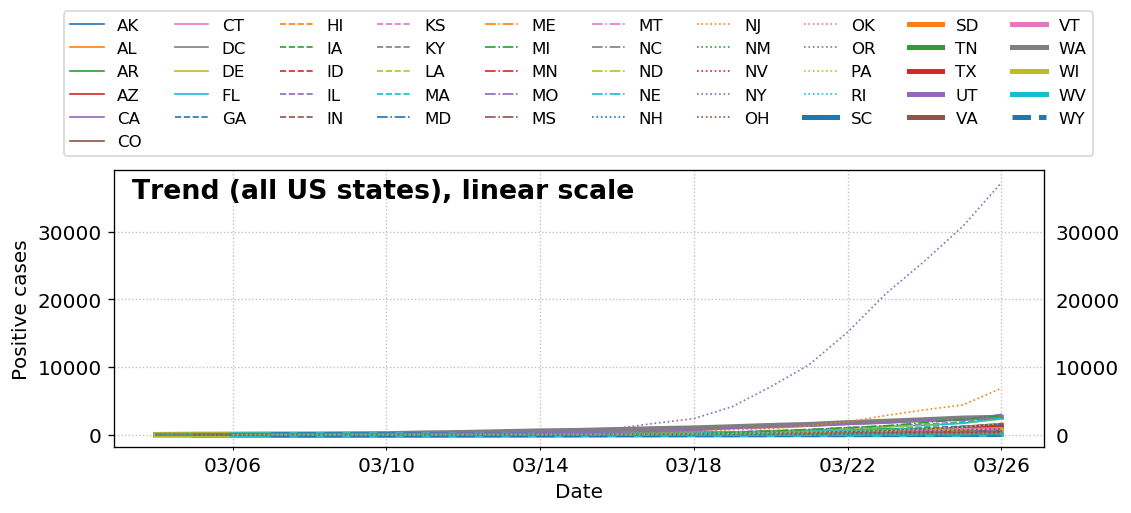 AK CT HI KS ME MT NJ OK SD VT
AL DC IA KY MI NC NM OR TN WA
AR DE ID LA MN ND NV PA TX WI
AZ FL IL MA MO NE NY RI UT WV
CA GA IN MD MS NH OH SC VA WY
CO
Trend (all US states), linear scale
30000 30000
20000 20000
10000 10000
0 0
Positive cases
03/06 03/10 03/14 03/18 03/22 03/26
Date